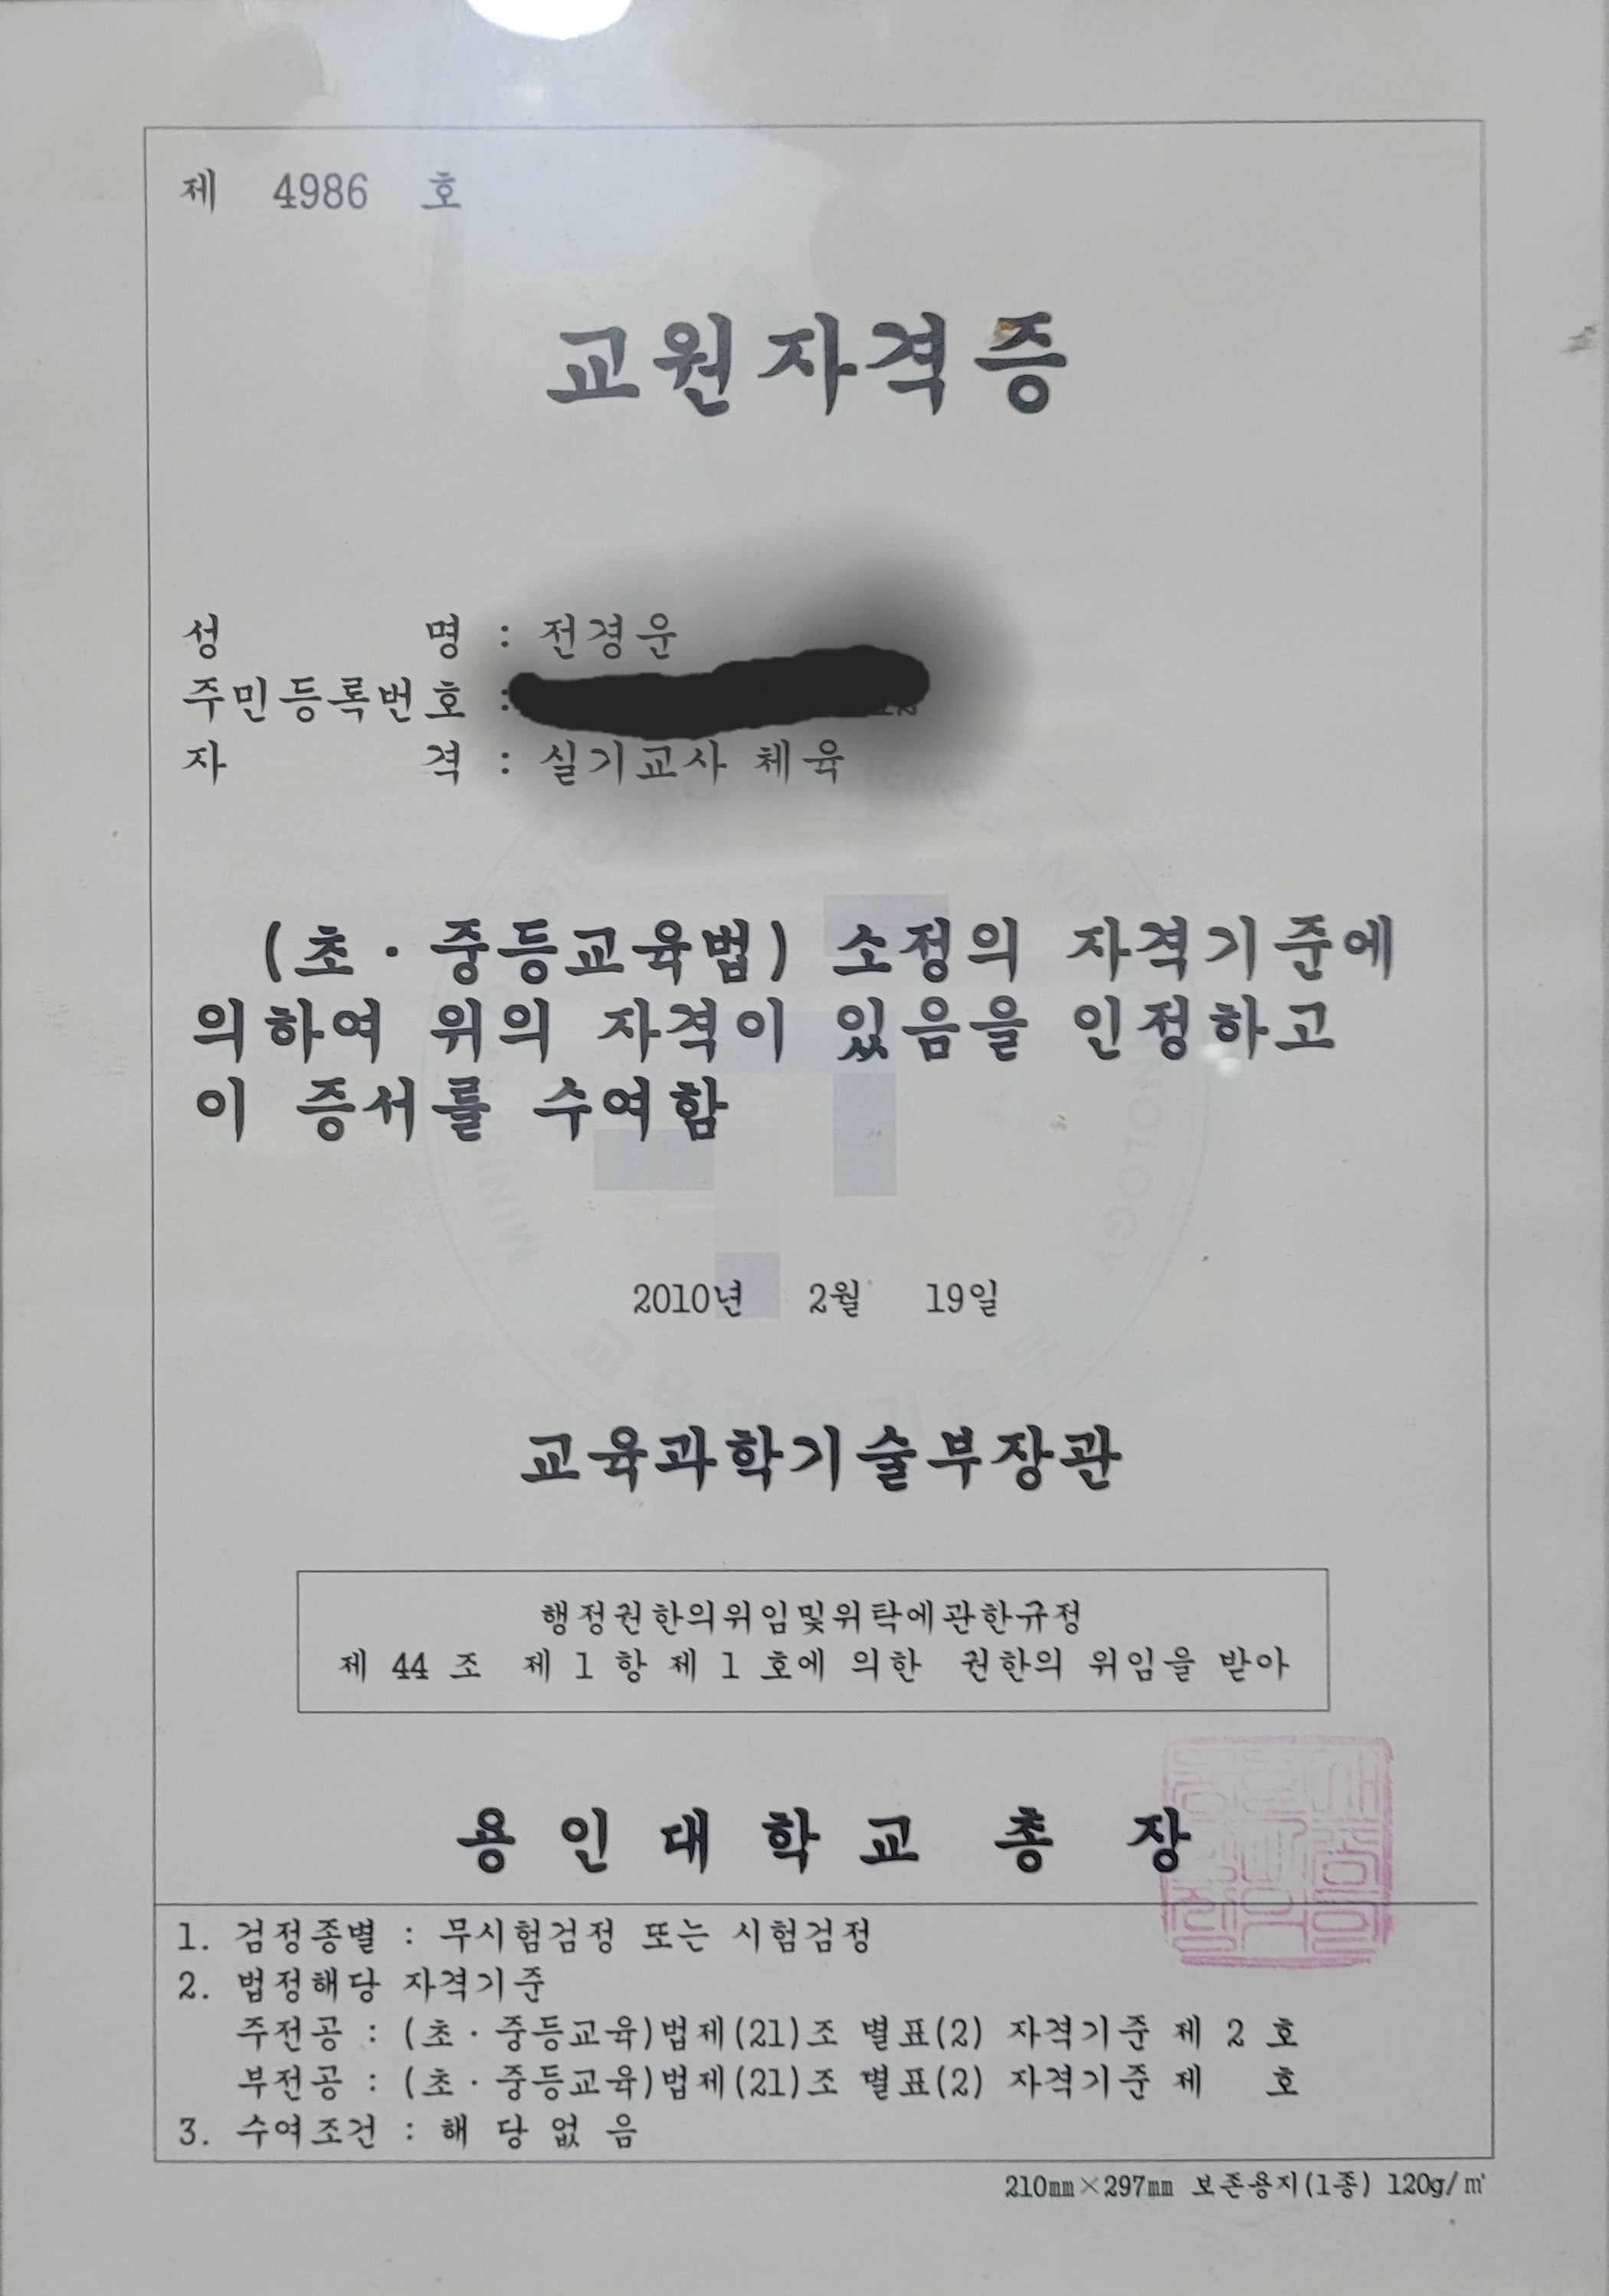 제 4986 호
교원자격증
성 명 : 전경운
주민등록번호 :
자 격 : 실기교사 체육
(초·중등교육법) 소정의 자격기준에
의하여 위의 자격이 있음을 인정하고
이 증서를 수여함
2010년 2월 19일
교육과학기술부장관
행정권한의위임및위탁에관한규정
제 44 조 제 1 항 제 1 호에 의한 권한의 위임을 받아
용인대학교 총장
1. 검정종별 : 무시험검정 또는 시험검정
2. 법정해당 자격기준
주전공 : (초·중등교육)법제(21)조 별표(2) 자격기준 제 2 호
부전공 : (초·중등교육)법제(21)조 별표(2) 자격기준 제 호
3. 수여조건 : 해 당 없 음
210㎜×297㎜ 보존용지(1종) 120g/㎡